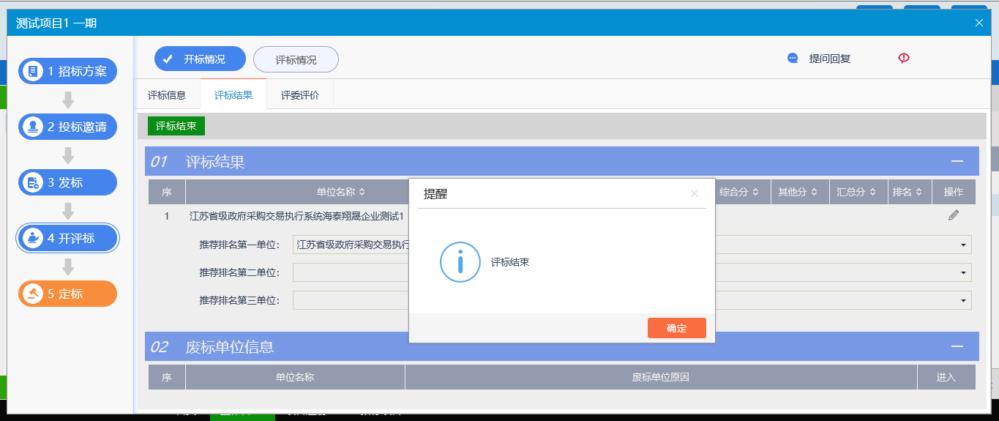 测试项目1 一期
1 招标方案
2 投标邀请
3 发标
4 开评标
5 定标
开标情况
评标情况
提问回复
评标信息
评标结果
评委评价
评标结束
01 评标结果
序
单位名称
综合分
其他分
汇总分
排名
操作
1
江苏省级政府采购交易执行系统海泰翔晟企业测试1
推荐排名第一单位：
江苏省级政府采购交易执行
推荐排名第二单位：
推荐排名第三单位：
提醒
评标结束
确定
02 废标单位信息
序
单位名称
废标单位原因
进入